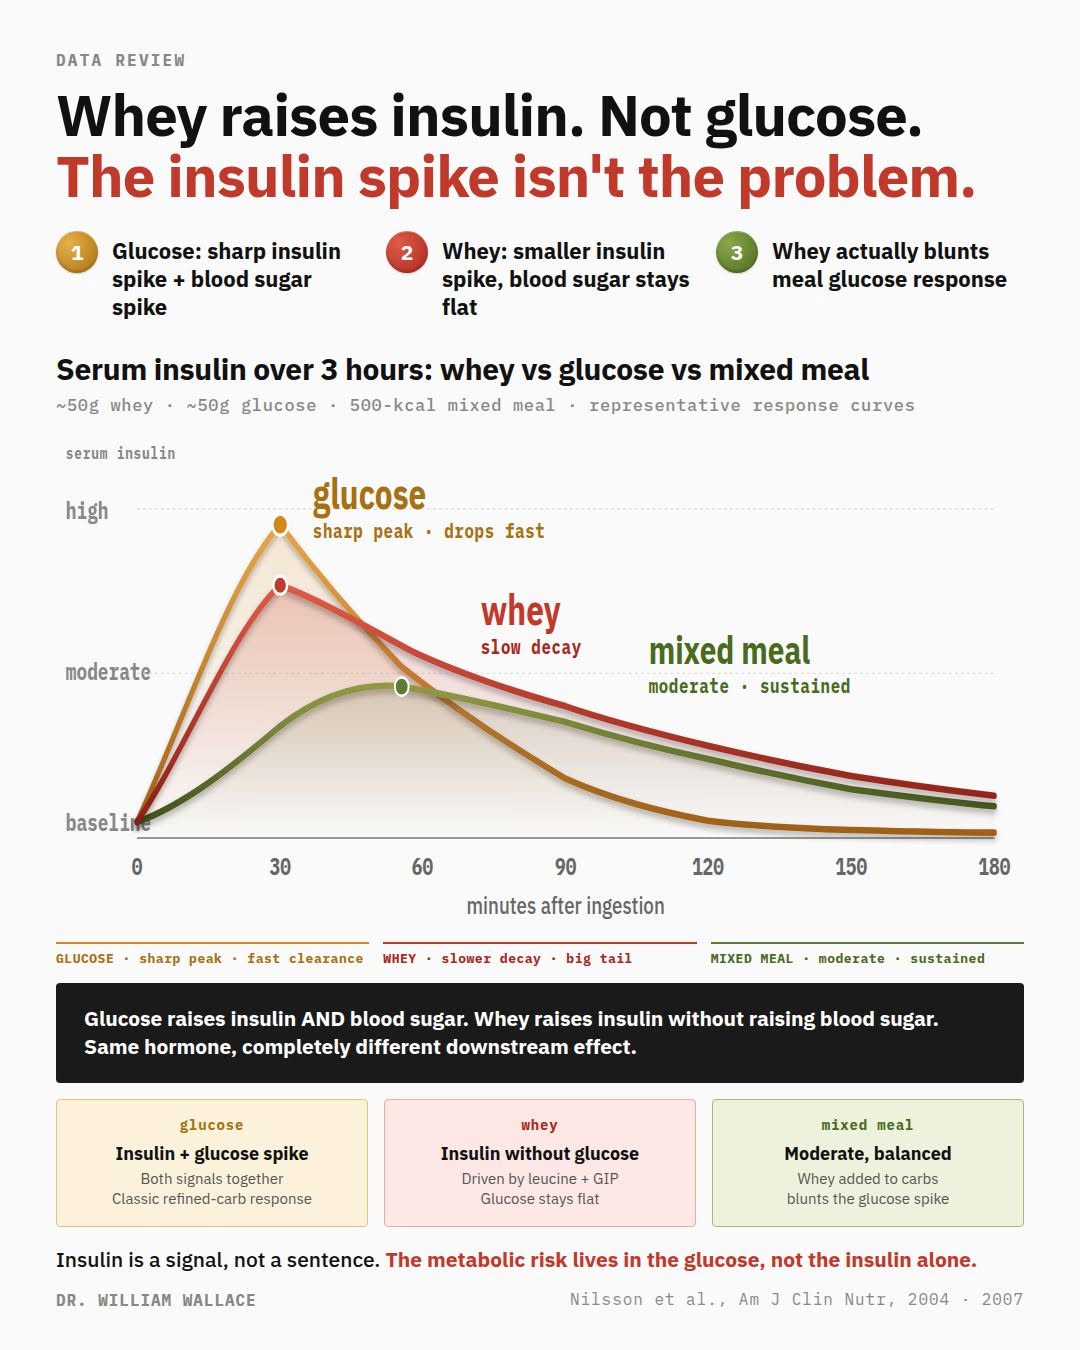 DATA REVIEW
Whey raises insulin. Not glucose.
The insulin spike isn't the problem.
1
Glucose: sharp insulin
spike + blood sugar
spike
2
Whey: smaller insulin
spike, blood sugar stays
flat
3
Whey actually blunts
meal glucose response
Serum insulin over 3 hours: whey vs glucose vs mixed meal
~50g whey · ~50g glucose · 500-kcal mixed meal · representative response curves
serum insulin
high
glucose
sharp peak · drops fast
whey
slow decay
mixed meal
moderate · sustained
moderate
baseline
0 30 60 90 120 150 180
minutes after ingestion
GLUCOSE · sharp peak · fast clearance
WHEY · slower decay · big tail
MIXED MEAL · moderate · sustained
Glucose raises insulin AND blood sugar. Whey raises insulin without raising blood sugar.
Same hormone, completely different downstream effect.
glucose
Insulin + glucose spike
Both signals together
Classic refined-carb response
whey
Insulin without glucose
Driven by leucine + GIP
Glucose stays flat
mixed meal
Moderate, balanced
Whey added to carbs
blunts the glucose spike
Insulin is a signal, not a sentence. The metabolic risk lives in the glucose, not the insulin alone.
DR. WILLIAM WALLACE
Nilsson et al., Am J Clin Nutr, 2004 · 2007